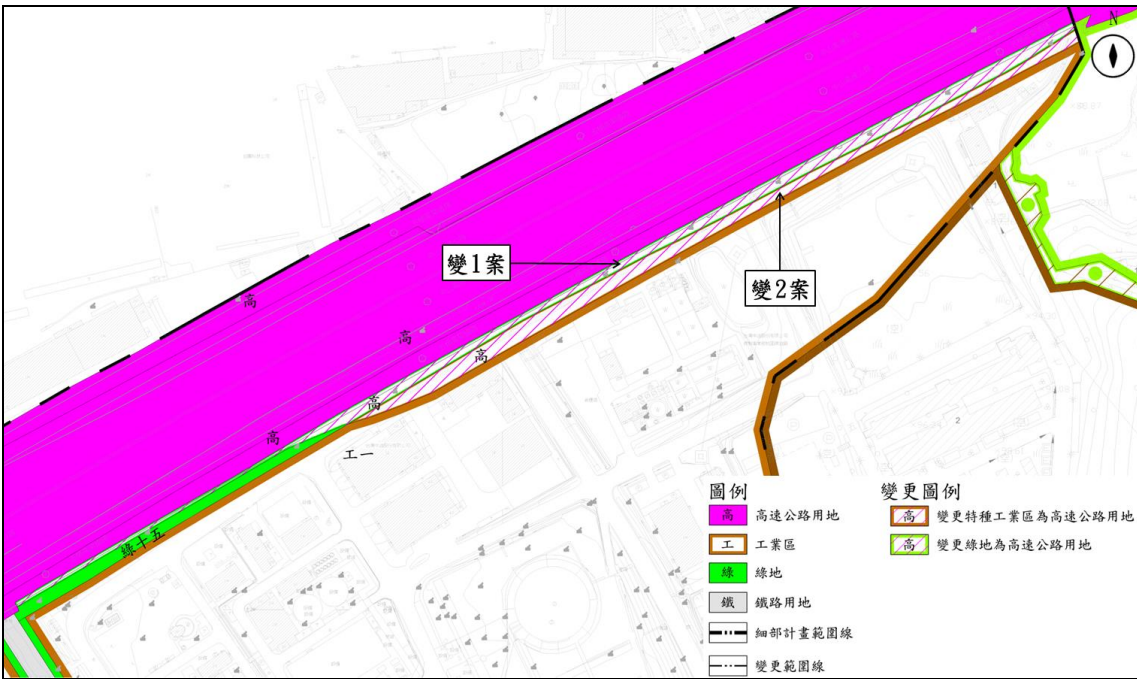 N
變1案
變2案
高
高
高
高
高
工一
綠十五
2
圖例
高 高速公路用地
工 工業區
綠 綠地
鐵 鐵路用地
細部計畫範圍線
變更範圍線
變更圖例
高 變更特種工業區為高速公路用地
高 變更綠地為高速公路用地